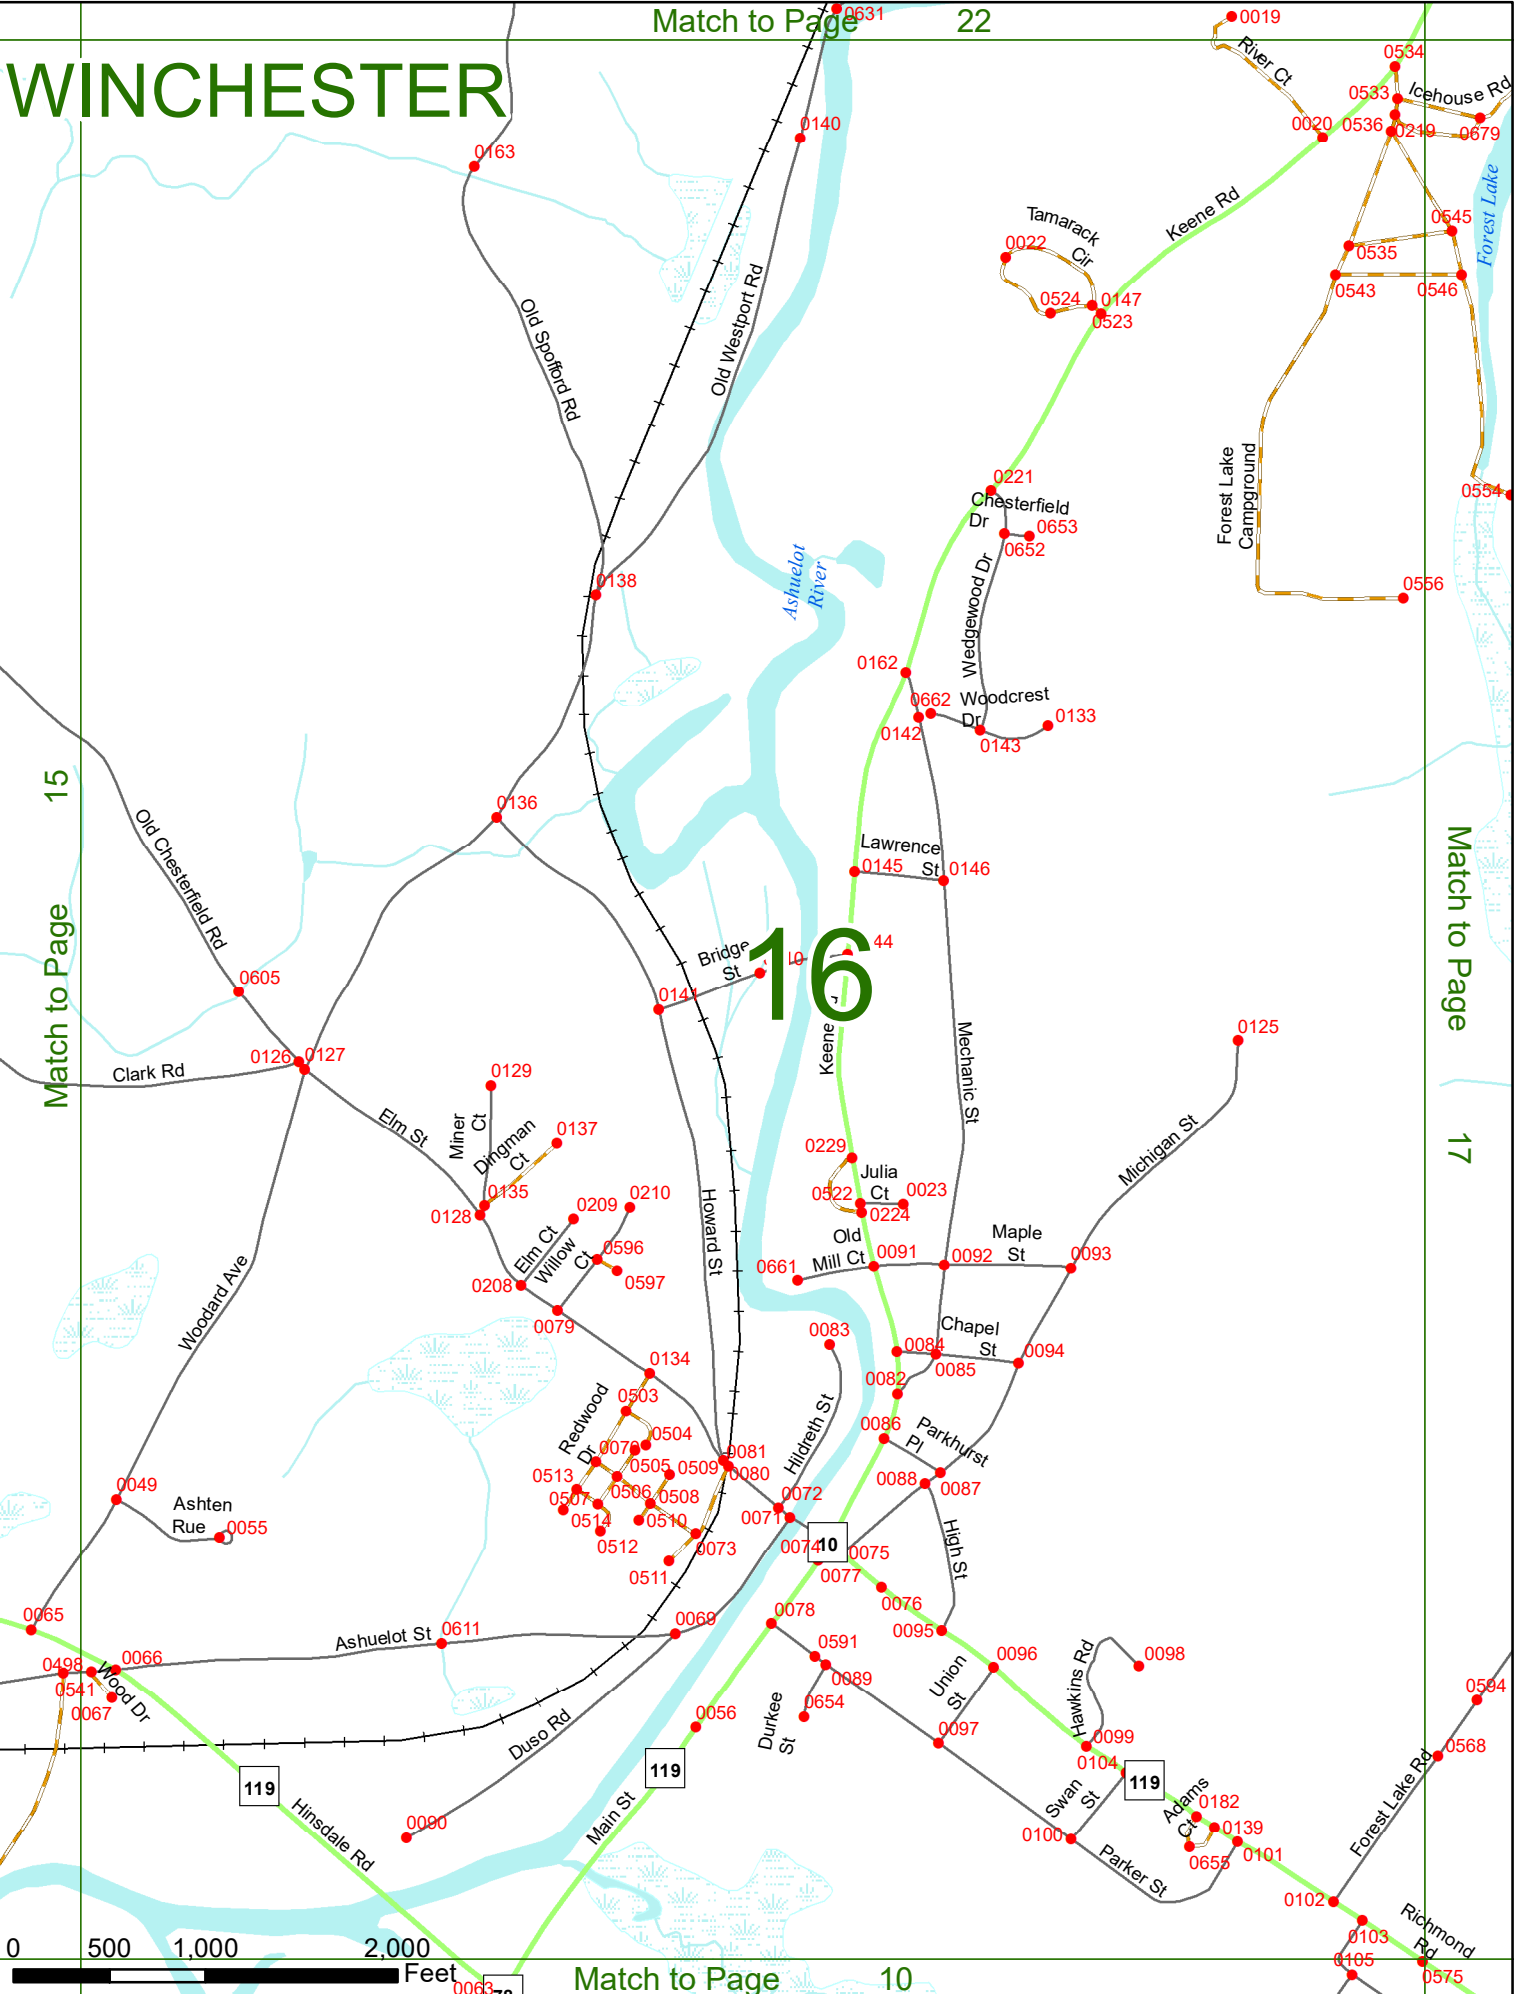 Match to Page 22
0631
0019
WINCHESTER
River Ct
0534
0533
Icehouse Rd
0140
0020
0536
0219
0679
0163
Forest Lake
Keene Rd
Tamarack
Cir
0022
0545
0535
0543
0546
0524
0147
0523
Old Spofford Rd
Old Westport Rd
0221
Chesterfield
Dr
0653
0652
Forest Lake
Campground
0554
Ashuelot
River
0138
0556
Wedgewood Dr
0162
0662
Woodcrest
Dr
0133
0142
0143
15
Match to Page
0136
Old Chesterfield Rd
Lawrence
St
0145
0146
Match to Page
17
16
Bridge
St
44
0605
0141
Keene
Mechanic St
0125
0126
0127
Clark Rd
0129
Elm St
Miner
Ct
Dingman
Ct
0137
Michigan St
0229
Julia
Ct
0135
0522
0023
0128
0209
0210
0224
Howard St
Elm Ct
Willow
Ct
0596
0597
Old
Mill Ct
0091
0092
Maple
St
0093
0661
0208
0079
Woodard Ave
0083
0084
Chapel
St
0094
0085
0134
0082
Redwood
Dr
0503
Hildreth St
0086
Parkhurst
Pl
0504
0070
0081
0505
0509
0080
0513
0088
0087
0049
0507
0506
0508
0072
Ashten
Rue
0055
0514
0510
0071
High St
0512
0073
0074
10
0075
0511
0077
0076
0065
0078
0069
0095
Ashuelot St
0611
0591
0498
0066
0541
Wood Dr
0067
0089
Union
St
0096
Hawkins Rd
0098
0654
0594
0056
Durkee
St
0097
0099
Duso Rd
0104
0568
119
119
119
Main St
Swan
St
Adams
Ct
0182
0139
Forest Lake Rd
Hinsdale Rd
0090
0100
0101
0655
Parker St
0102
Richmond
Rd
0103
0 500 1,000 2,000
Feet
0105
0575
0063
Match to Page 10